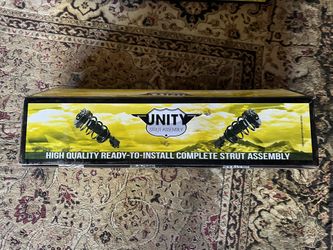 UNITY
STRUT ASSEMBLY
HIGH QUALITY READY-TO-INSTALL COMPLETE STRUT ASSEMBLY